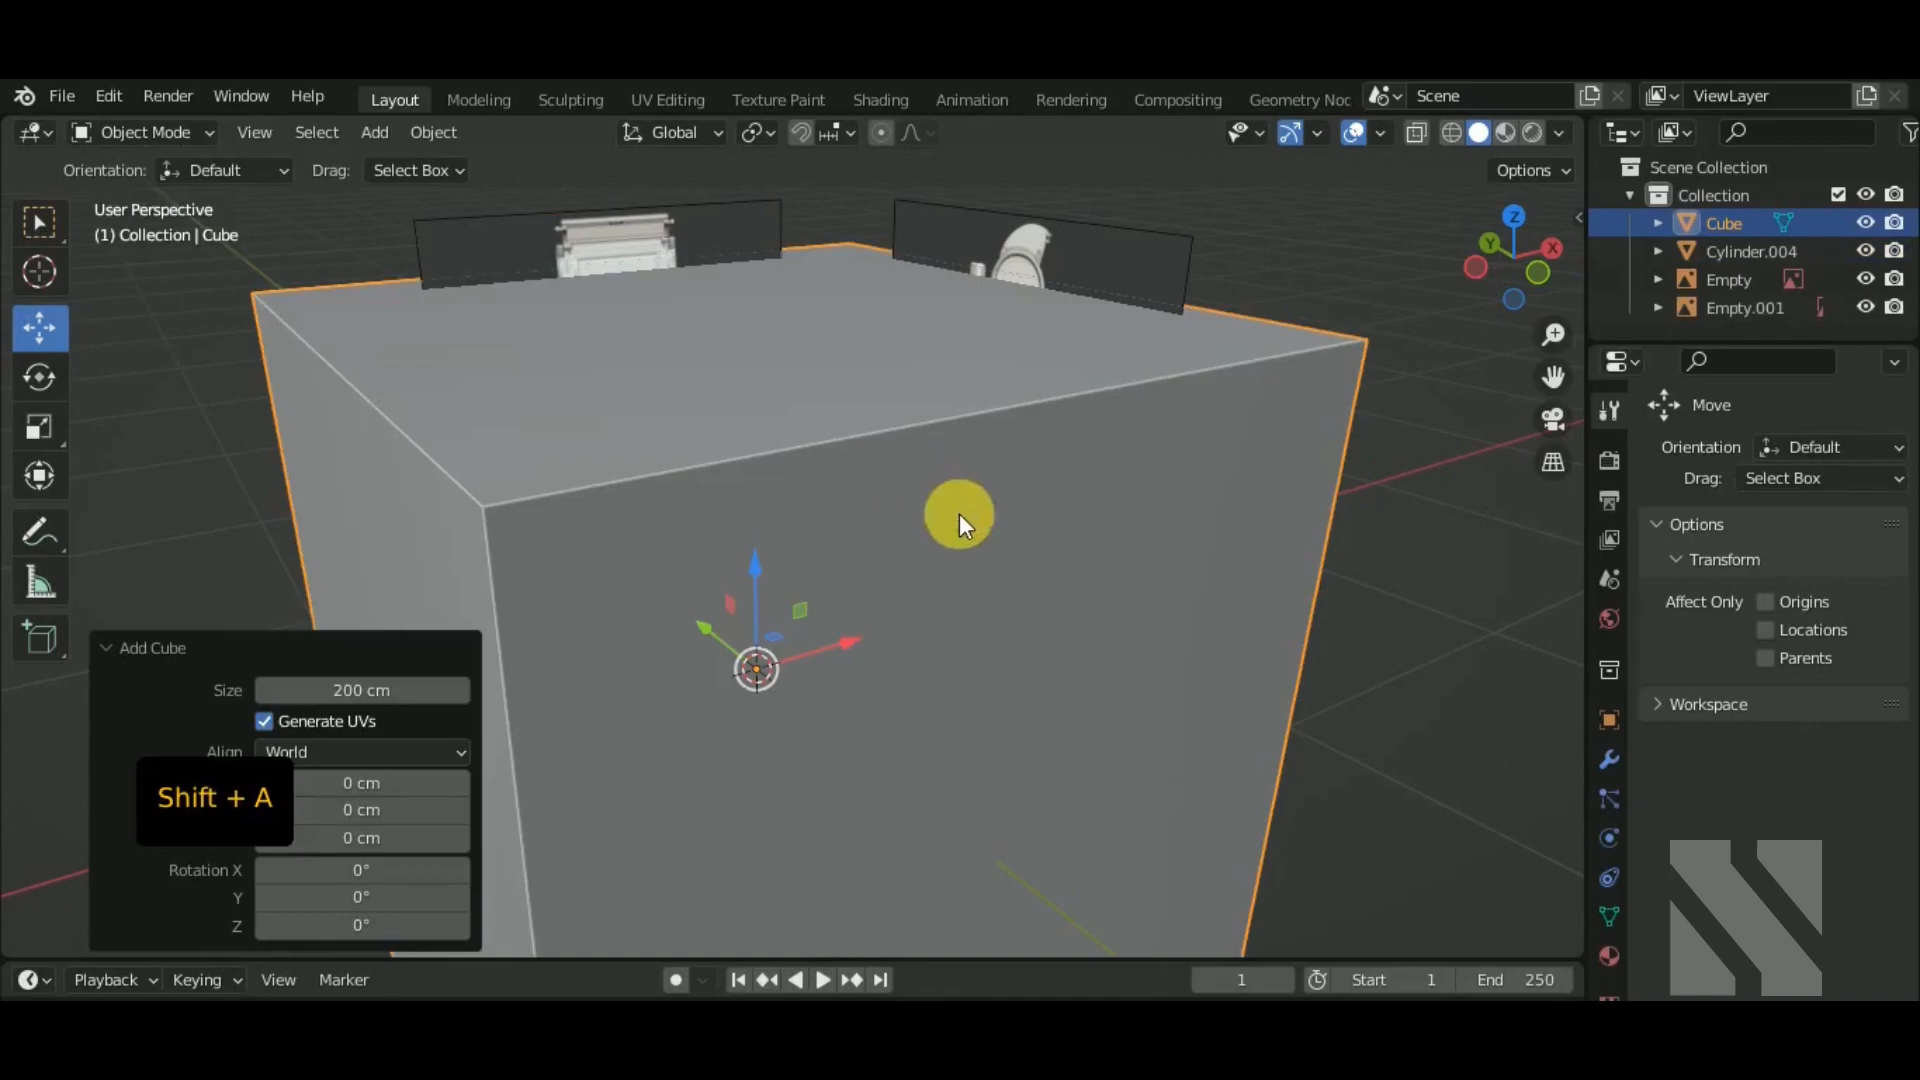 File Edit Render Window Help Layout Modeling Sculpting UV Editing Texture Paint Shading Animation Rendering Compositing Geometry Noc Scene ViewLayer
Object Mode View Select Add Object Global
Orientation: Default Drag: Select Box Options
User Perspective
(1) Collection | Cube
Z
Y
X
Add Cube
Size 200 cm
Generate UVs
Align World
0 cm
0 cm
0 cm
Shift + A
Rotation X 0°
Y 0°
Z 0°
Playback Keying View Marker 1 Start 1 End 250
Scene Collection
Collection
Cube
Cylinder.004
Empty
Empty.001
Move
Orientation Default
Drag: Select Box
Options
Transform
Affect Only Origins
Locations
Parents
Workspace